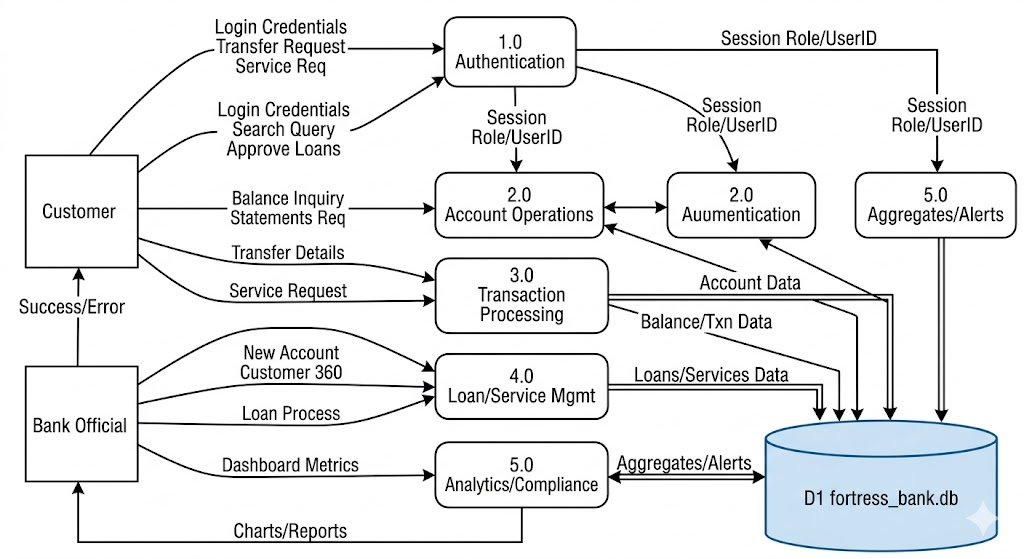 Login Credentials
Transfer Request
Service Req
1.0
Authentication
Session Role/UserID
Login Credentials
Search Query
Approve Loans
Session
Role/UserID
Session
Role/UserID
Session
Role/UserID
Customer
Balance Inquiry
Statements Req
2.0
Account Operations
2.0
Auumentication
5.0
Aggregates/Alerts
Transfer Details
Service Request
3.0
Transaction
Processing
Account Data
Balance/Txn Data
Success/Error
New Account
Customer 360
Loan Process
4.0
Loan/Service Mgmt
Loans/Services Data
Bank Official
Dashboard Metrics
5.0
Analytics/Compliance
Aggregates/Alerts
D1 fortress_bank.db
Charts/Reports